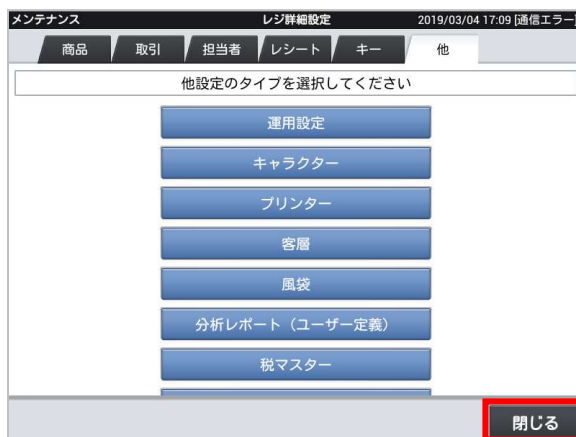 メンテナンス レジ詳細設定 2019/03/04 17:09 [通信エラー]
商品 取引 担当者 レシート キー 他
他設定のタイプを選択してください
運用設定
キャラクター
プリンター
客層
風袋
分析レポート（ユーザー定義）
税マスター
閉じる